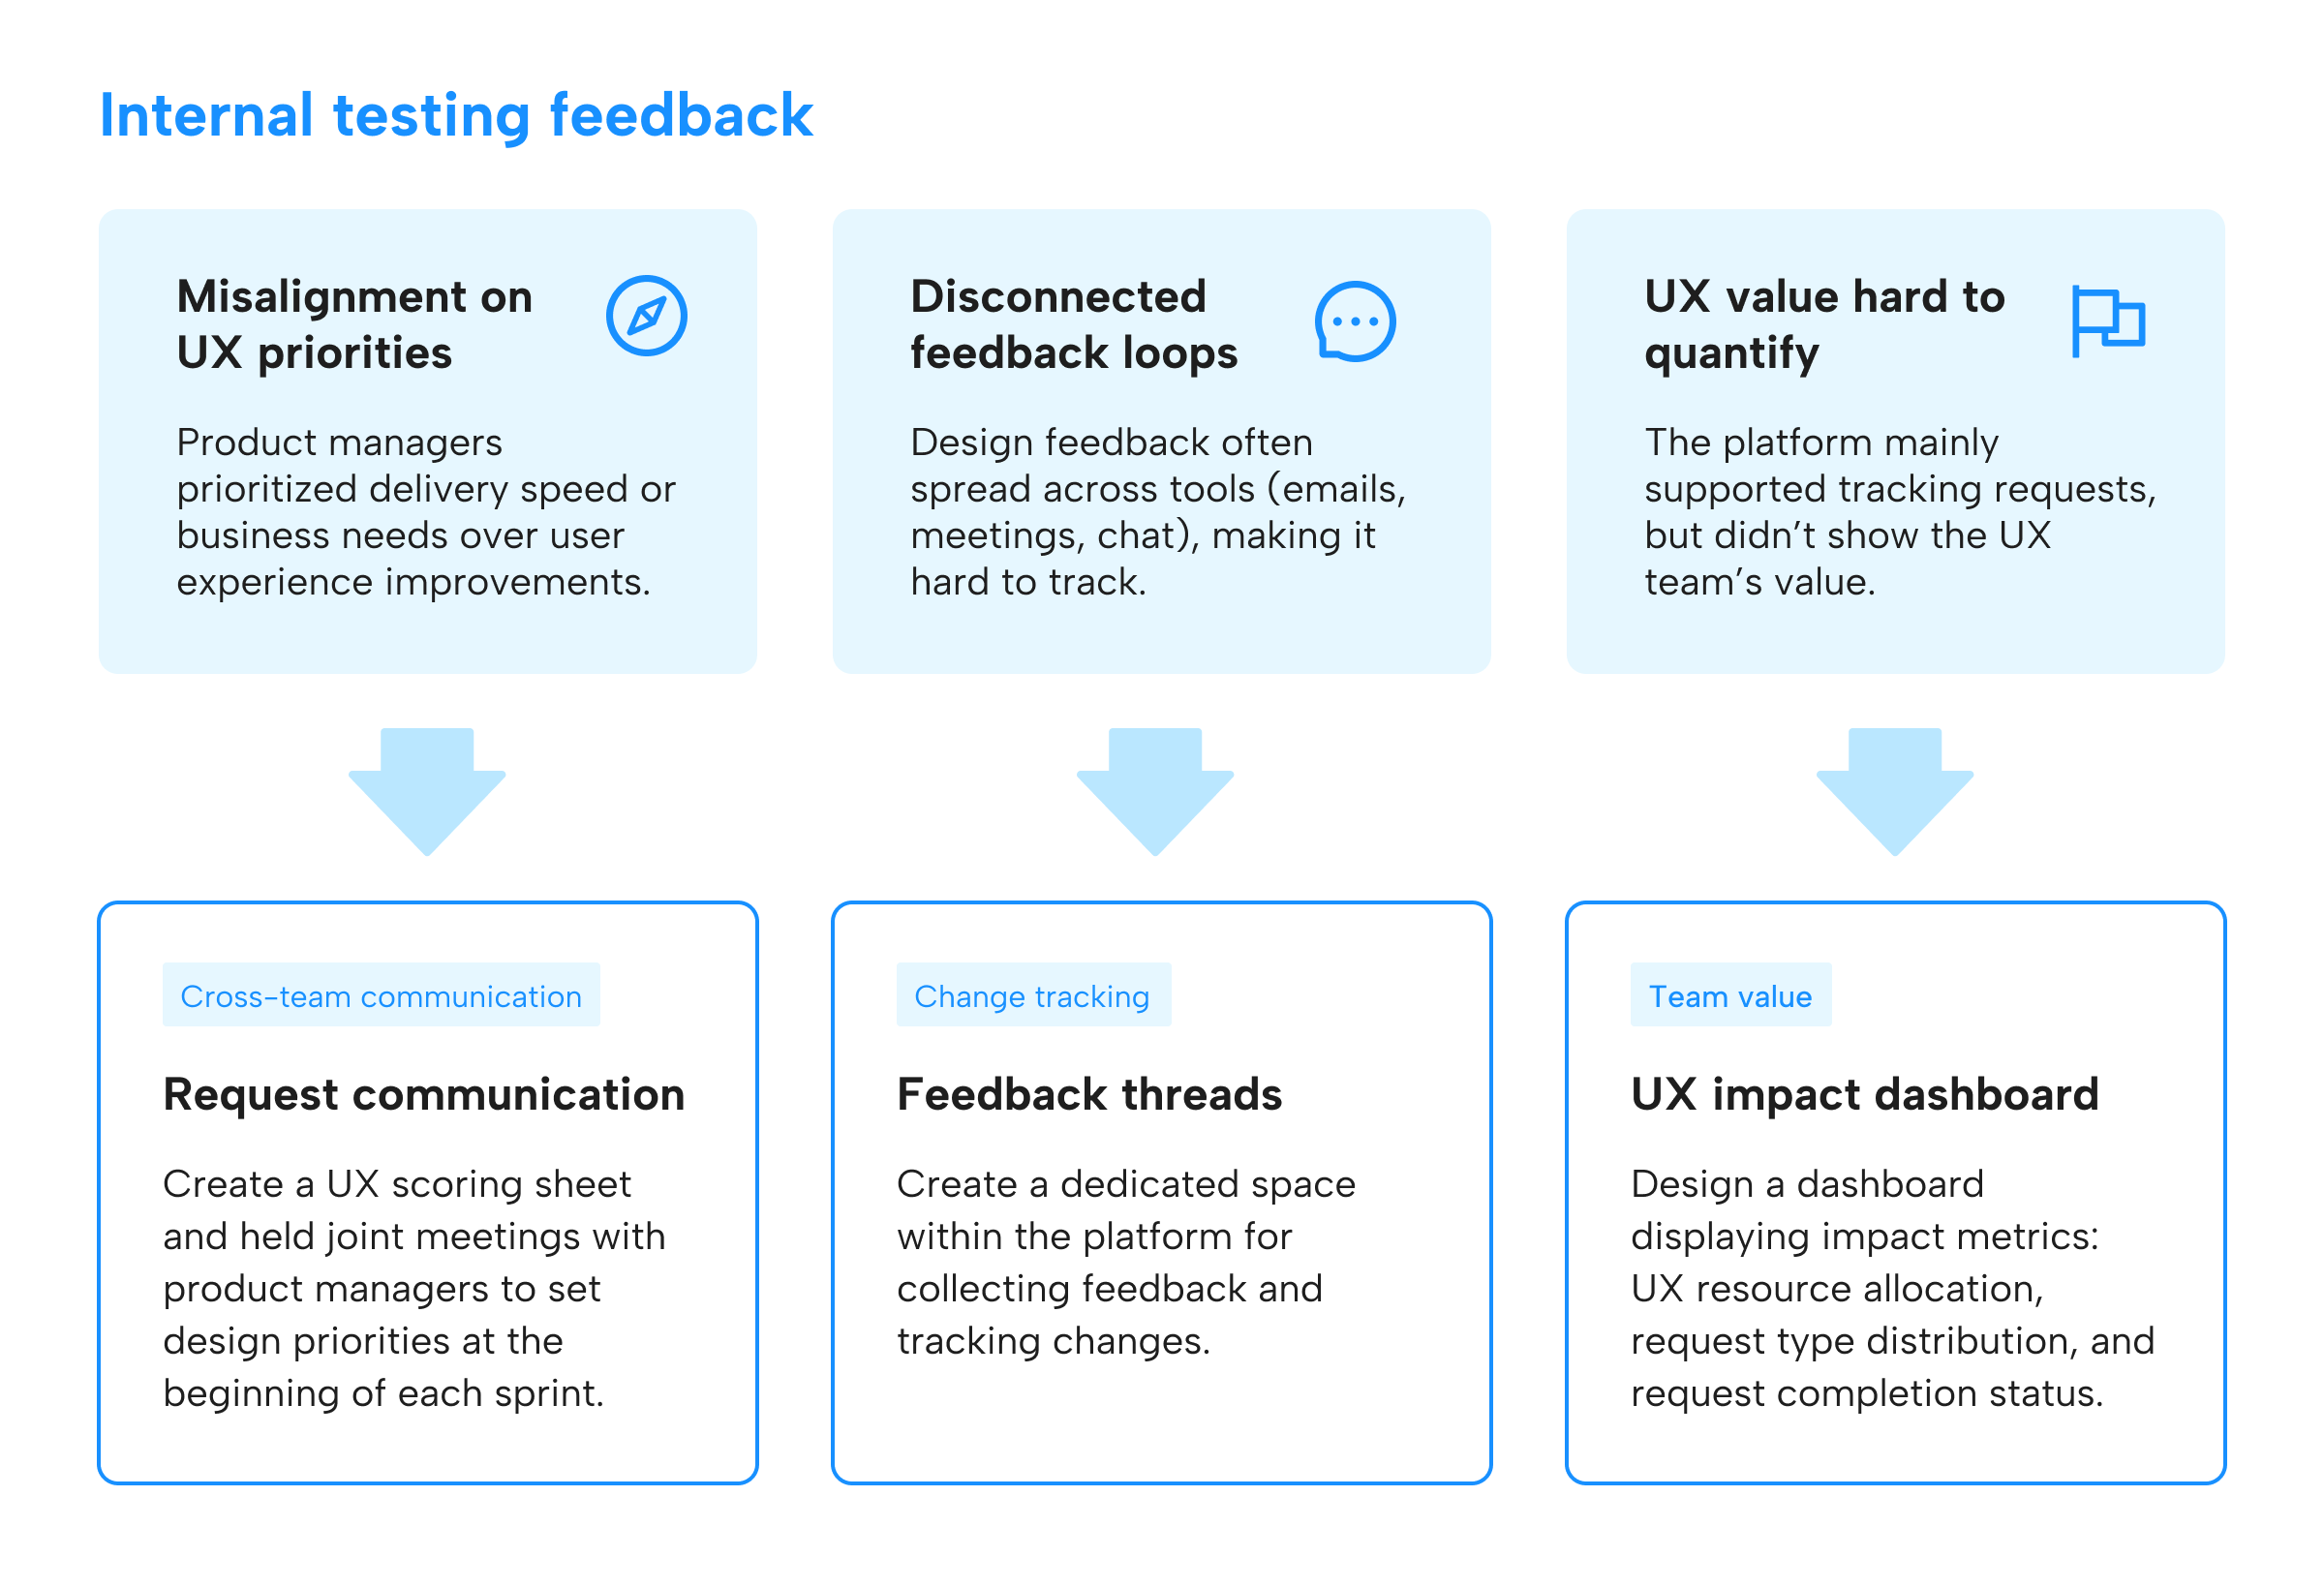 Internal testing feedback
Misalignment on
UX priorities
Product managers
prioritized delivery speed or
business needs over user
experience improvements.
Disconnected
feedback loops
Design feedback often
spread across tools (emails,
meetings, chat), making it
hard to track.
UX value hard to
quantify
The platform mainly
supported tracking requests,
but didn’t show the UX
team’s value.
Cross-team communication
Request communication
Create a UX scoring sheet
and held joint meetings with
product managers to set
design priorities at the
beginning of each sprint.
Change tracking
Feedback threads
Create a dedicated space
within the platform for
collecting feedback and
tracking changes.
Team value
UX impact dashboard
Design a dashboard
displaying impact metrics:
UX resource allocation,
request type distribution, and
request completion status.